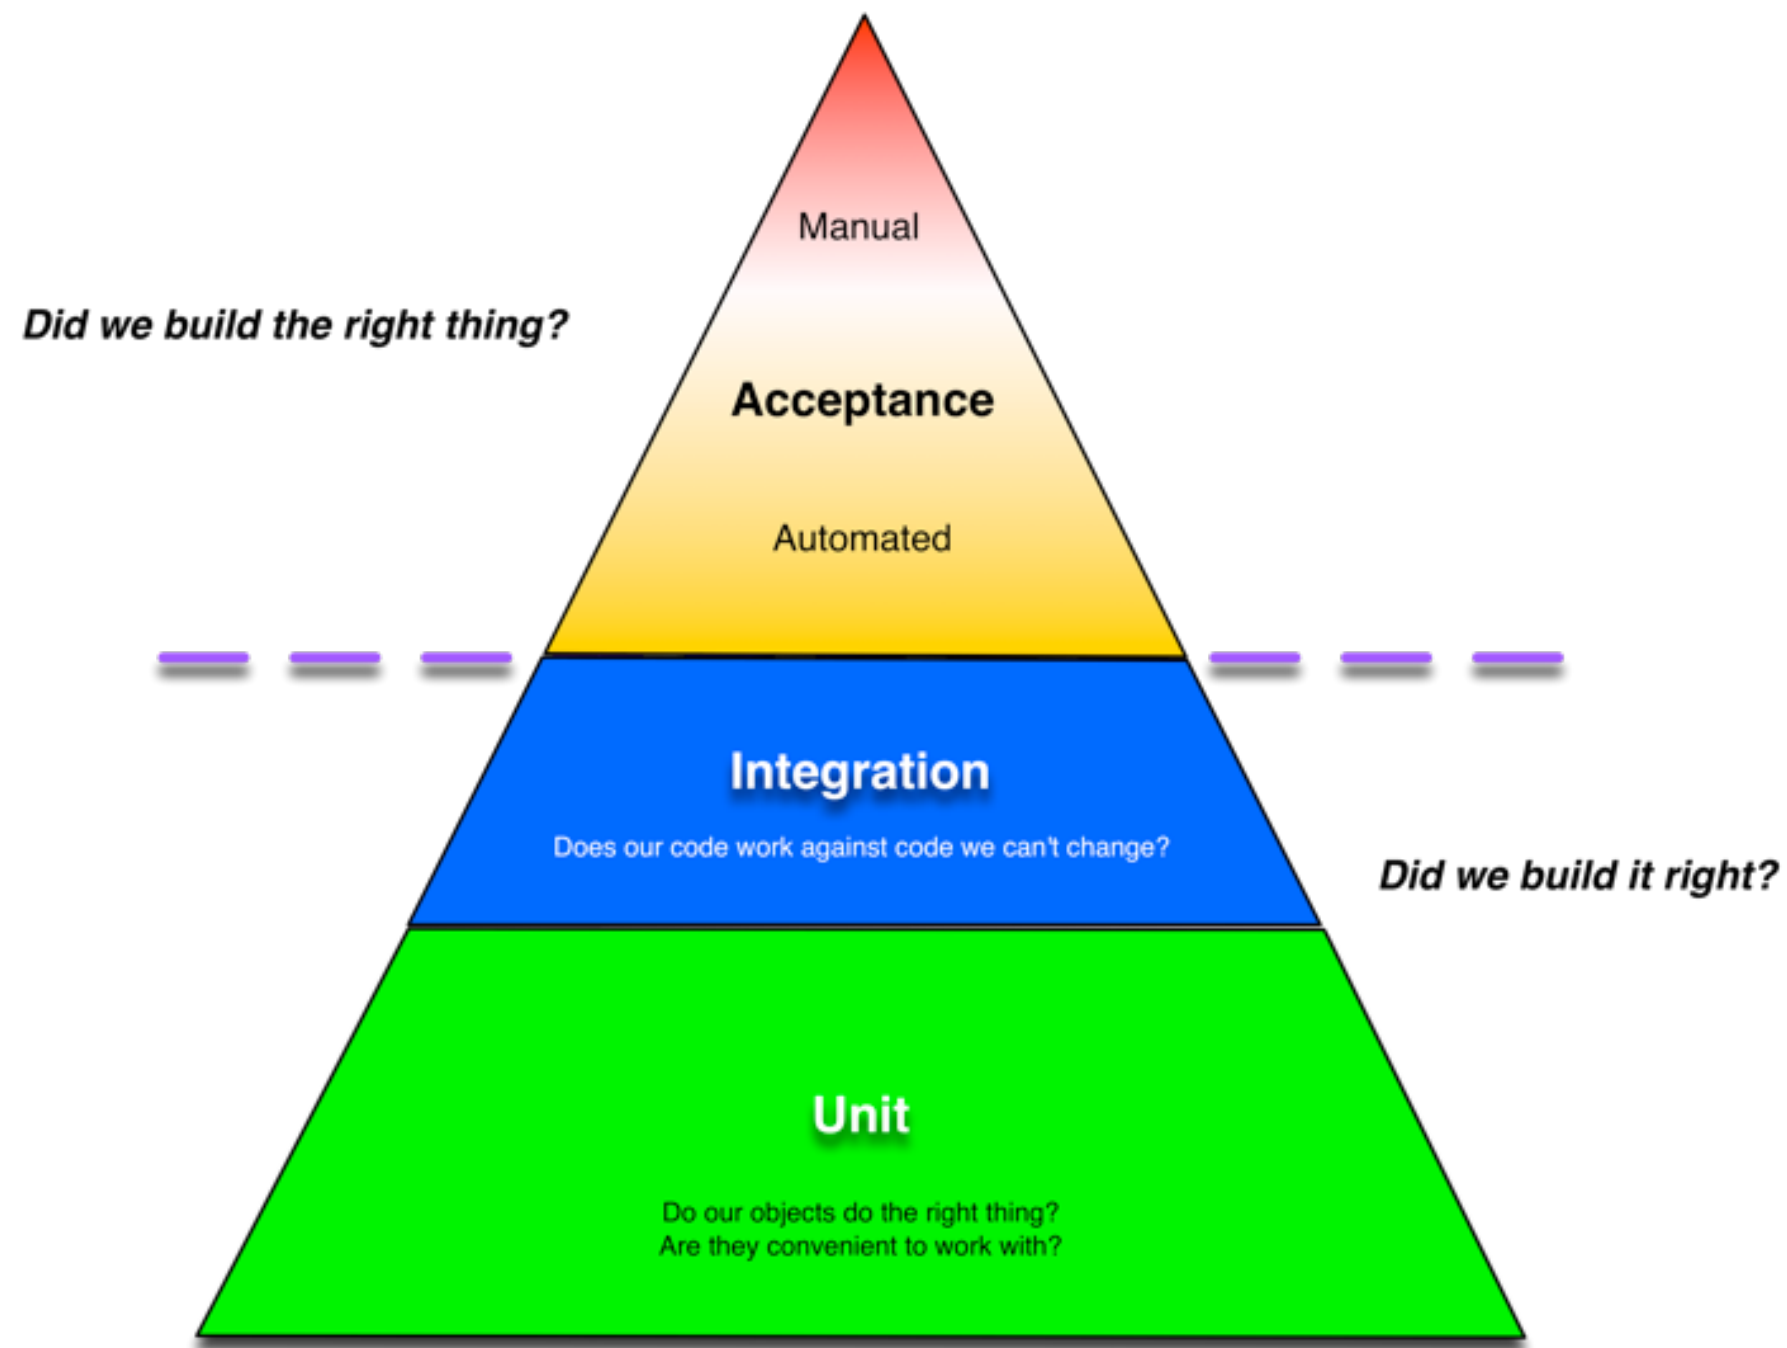 Manual
Did we build the right thing?
Acceptance
Automated
Integration
Does our code work against code we can't change?
Did we build it right?
Unit
Do our objects do the right thing?
Are they convenient to work with?